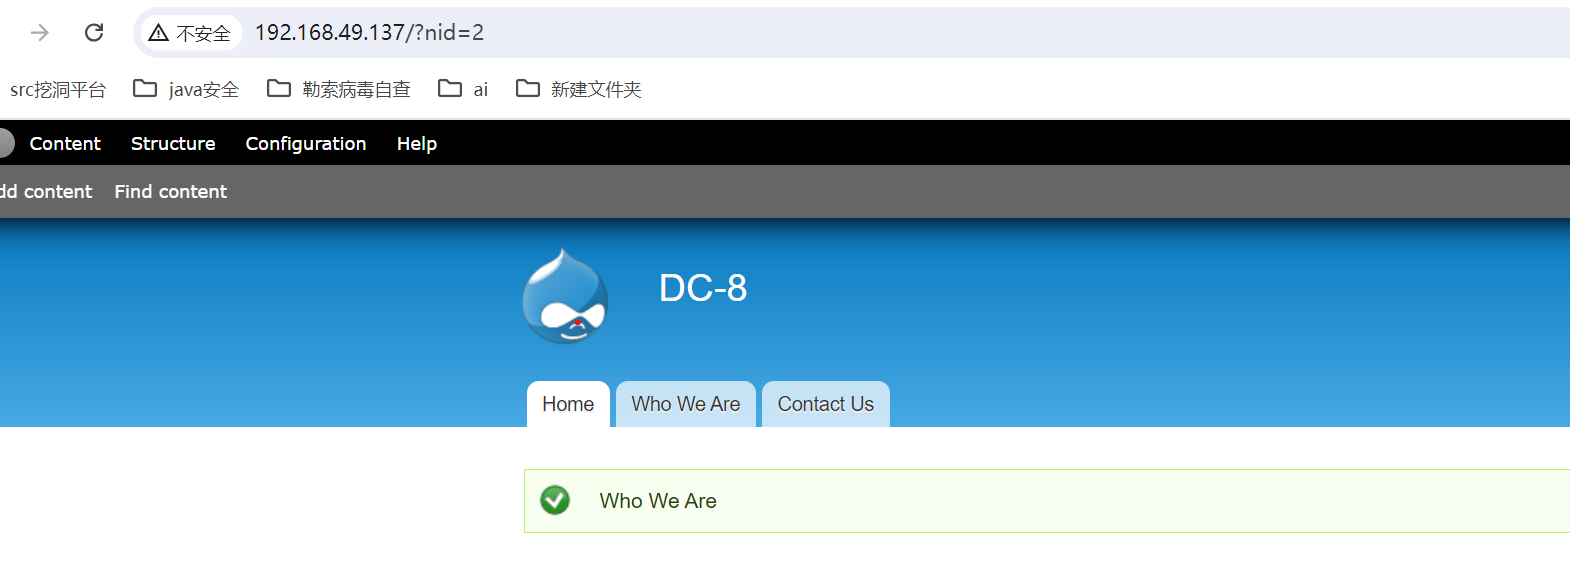 不安全 192.168.49.137/?nid=2
src挖洞平台 java安全 勒索病毒自查 ai 新建文件夹
Content Structure Configuration Help
dd content Find content
DC-8
Home Who We Are Contact Us
Who We Are